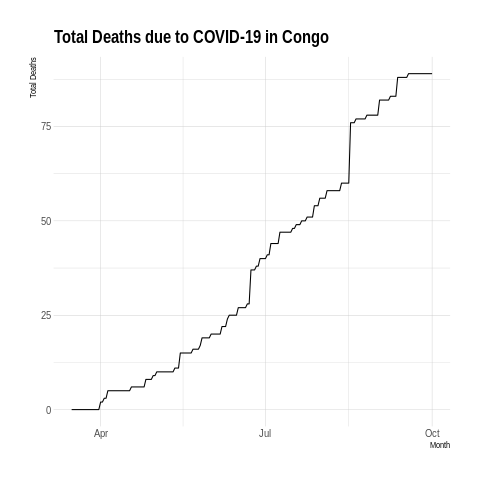 Total Deaths due to COVID-19 in Congo
Total Deaths
75
50
25
0
Apr
Jul
Oct
Month